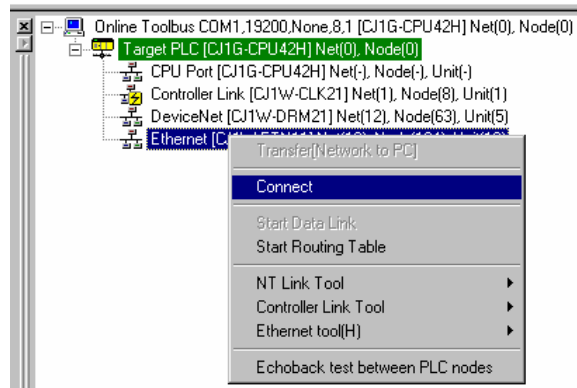 Online Toolbus COM1,19200,None,8,1 [CJ1G-CPU42H] Net(0), Node(0)
Target PLC [CJ1G-CPU42H] Net(0), Node(0)
CPU Port [CJ1G-CPU42H] Net(-), Node(-), Unit(-)
Controller Link [CJ1W-CLK21] Net(1), Node(8), Unit(1)
DeviceNet [CJ1W-DRM21] Net(12), Node(63), Unit(5)
Ethernet
Transfer[Network to PC]
Connect
Start Data Link
Start Routing Table
NT Link Tool
Controller Link Tool
Ethernet tool(H)
Echoback test between PLC nodes